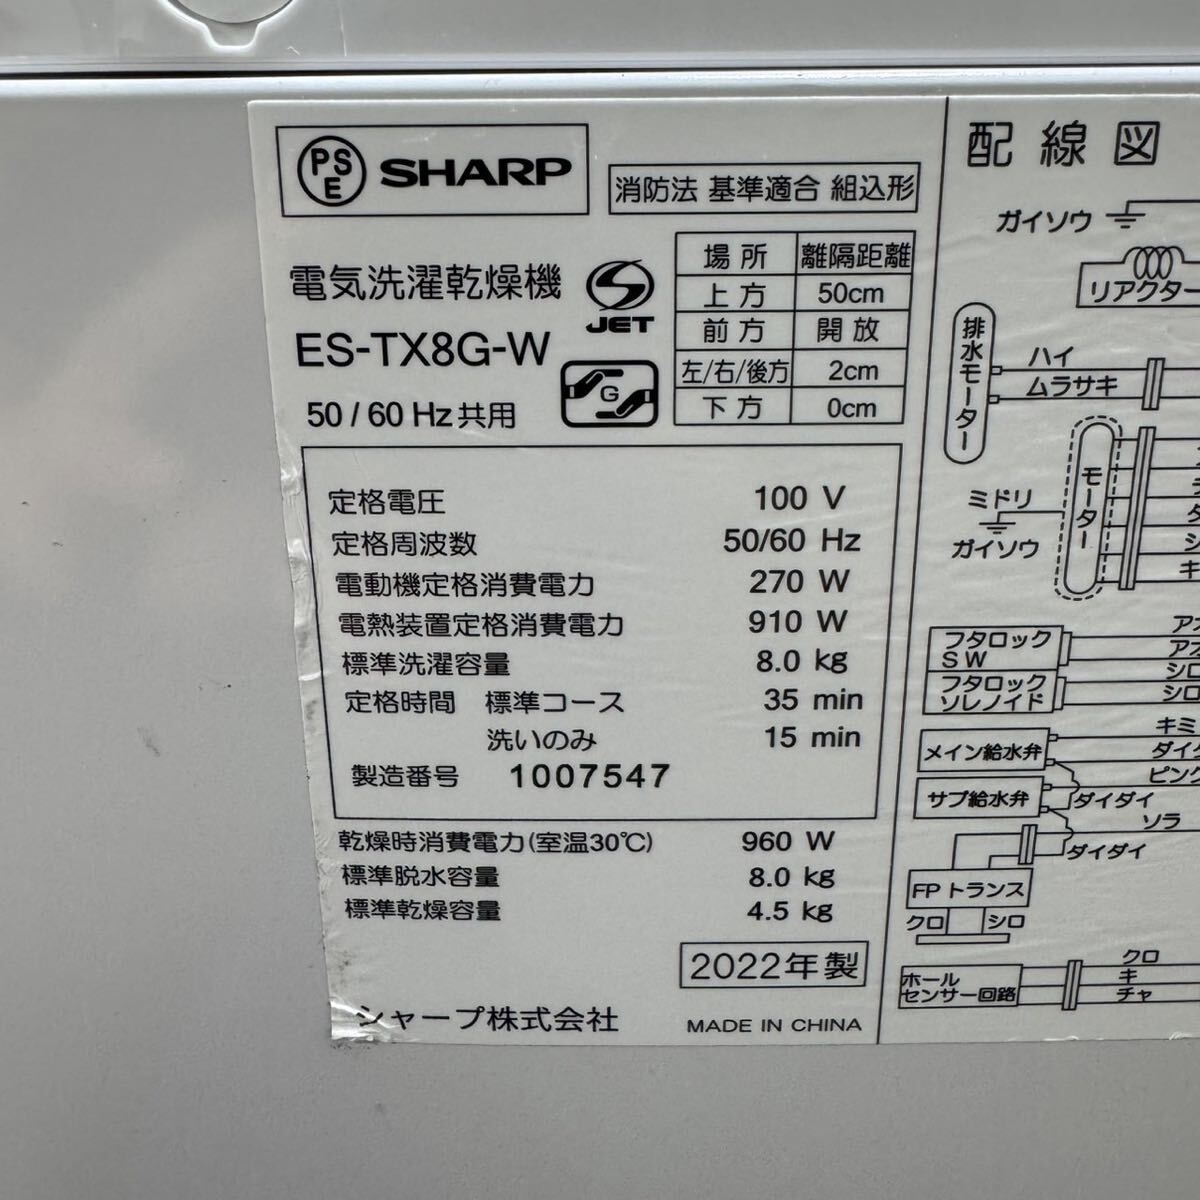 PSE SHARP
消防法 基準適合 組込形
電気洗濯乾燥機
ES-TX8G-W
50 / 60 Hz 共用
S JET
G
場所 離隔距離
上方 50cm
前方 開放
左/右/後方 2cm
下方 0cm
定格電圧 100 V
定格周波数 50/60 Hz
電動機定格消費電力 270 W
電熱装置定格消費電力 910 W
標準洗濯容量 8.0 kg
定格時間 標準コース 35 min
洗いのみ 15 min
製造番号 1007547
乾燥時消費電力(室温30℃) 960 W
標準脱水容量 8.0 kg
標準乾燥容量 4.5 kg
2022年製
シャープ株式会社 MADE IN CHINA
配線図
ガイソウ
リアクター
排水モーター
ハイ
ムラサキ
モーター
ミドリ
ガイソウ
フタロック
SW
フタロック
ソレノイド
シロ
シロ
メイン給水弁
キミ
ダイダ
ピンク
サブ給水弁
ダイダイ
ソラ
ダイダイ
FPトランス
クロ シロ
ホール
センサー回路
クロ
キ
チャ